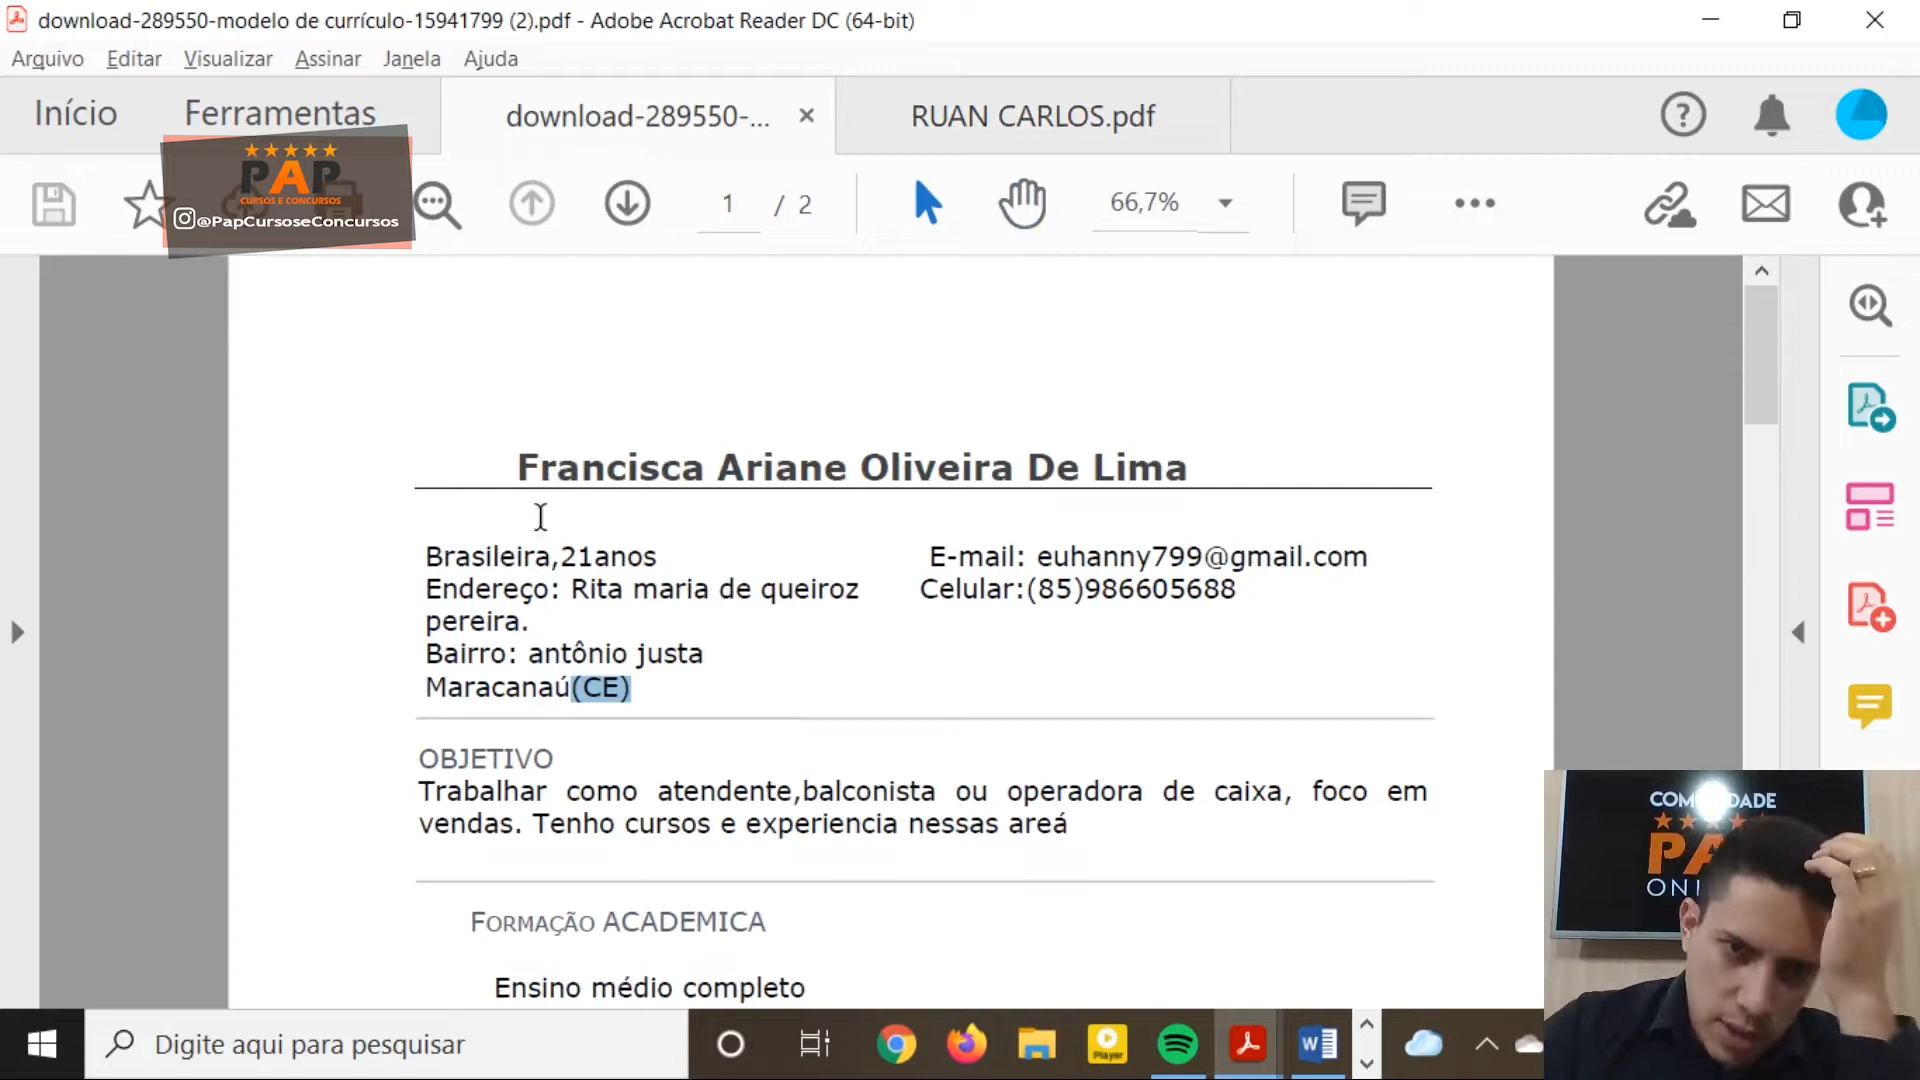 download-289550-modelo de currículo-15941799 (2).pdf - Adobe Acrobat Reader DC (64-bit)
Arquivo Editar Visualizar Assinar Janela Ajuda
Início Ferramentas download-289550-... RUAN CARLOS.pdf
PAP
CURSOS E CONCURSOS
@PapCursoseConcursos
1 / 2 66,7%
Francisca Ariane Oliveira De Lima
Brasileira,21anos E-mail: euhanny799@gmail.com
Endereço: Rita maria de queiroz Celular:(85)986605688
pereira.
Bairro: antônio justa
Maracanaú(CE)
OBJETIVO
Trabalhar como atendente,balconista ou operadora de caixa, foco em
vendas. Tenho cursos e experiencia nessas areá
FORMAÇÃO ACADEMICA
Ensino médio completo
Digite aqui para pesquisar
Player